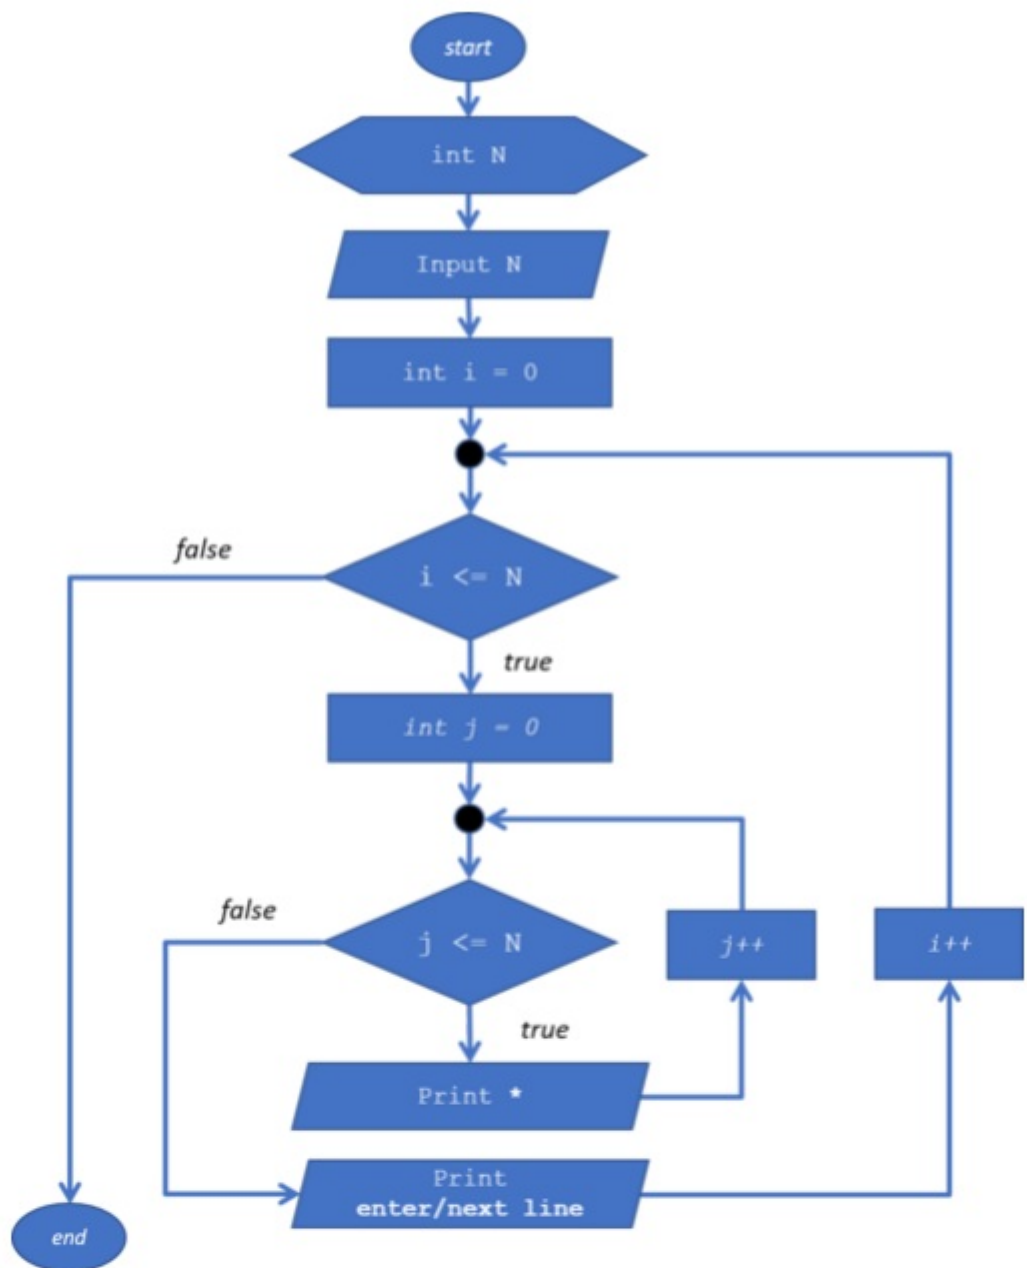 start
int N
Input N
int i = 0
false
i <= N
true
int j = 0
false
j <= N
j++
i++
true
Print *
Print
enter/next line
end